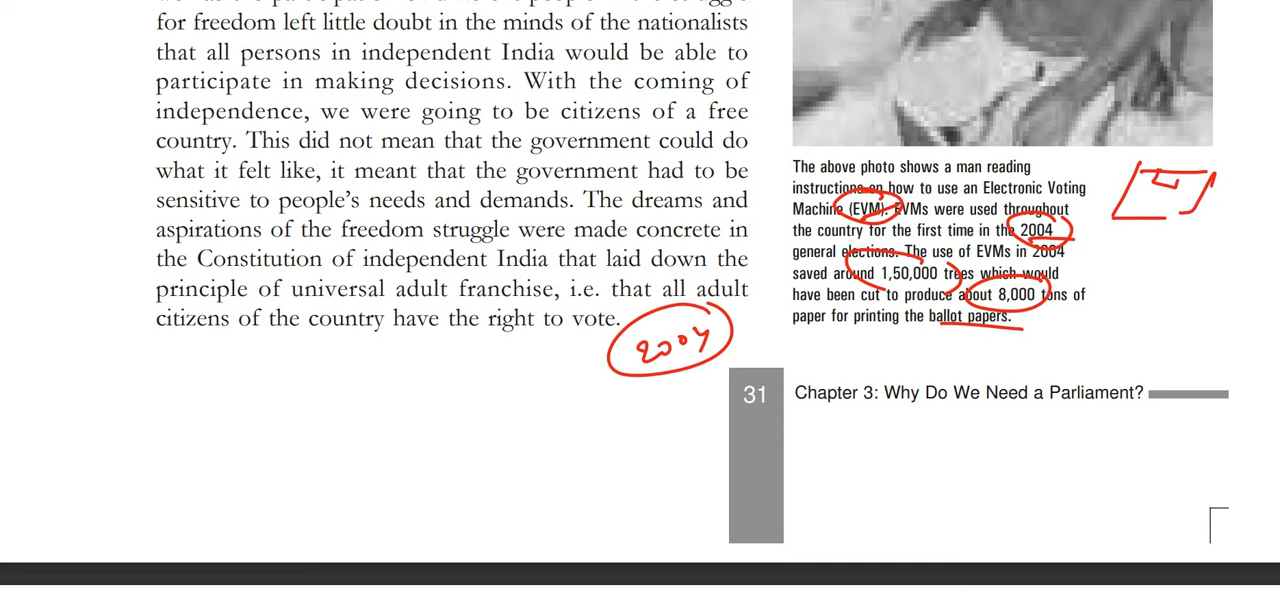 for freedom left little doubt in the minds of the nationalists
that all persons in independent India would be able to
participate in making decisions. With the coming of
independence, we were going to be citizens of a free
country. This did not mean that the government could do
what it felt like, it meant that the government had to be
sensitive to people's needs and demands. The dreams and
aspirations of the freedom struggle were made concrete in
the Constitution of independent India that laid down the
principle of universal adult franchise, i.e. that all adult
citizens of the country have the right to vote.
2004
The above photo shows a man reading
instructions on how to use an Electronic Voting
Machine (EVM). EVMs were used throughout
the country for the first time in the 2004
general elections. The use of EVMs in 2004
saved around 1,50,000 trees which would
have been cut to produce about 8,000 tons of
paper for printing the ballot papers.
31
Chapter 3: Why Do We Need a Parliament?